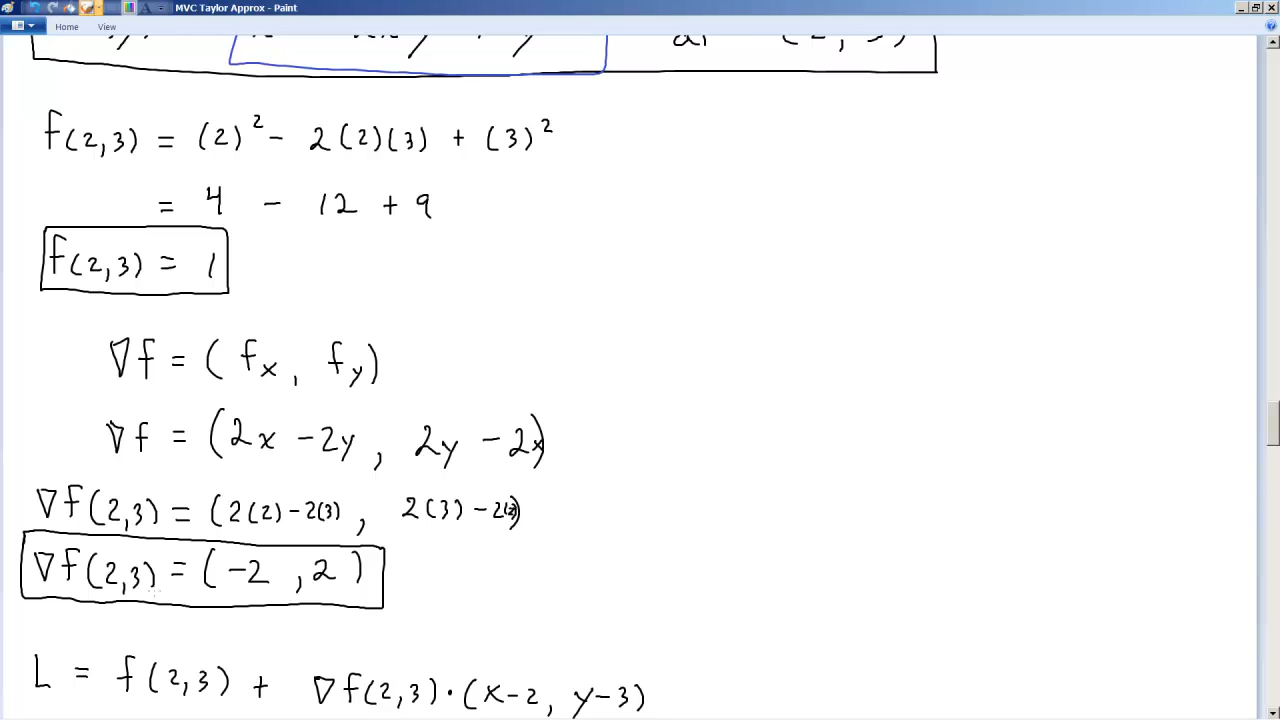 MVC Taylor Approx - Paint
Home View
f(2,3) = (2)² - 2(2)(3) + (3)²
= 4 - 12 + 9
f(2,3) = 1
∇f = (fx, fy)
∇f = (2x - 2y, 2y - 2x)
∇f(2,3) = (2(2) - 2(3), 2(3) - 2(2))
∇f(2,3) = (-2, 2)
L = f(2,3) + ∇f(2,3)·(x-2, y-3)